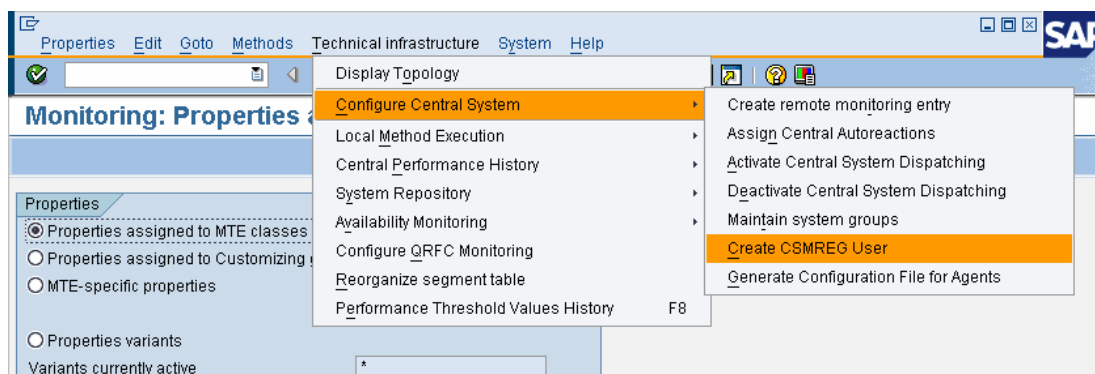 Properties Edit Goto Methods Technical infrastructure System Help
SAP
Monitoring: Properties
Display Topology
Configure Central System
Local Method Execution
Central Performance History
System Repository
Availability Monitoring
Configure QRFC Monitoring
Reorganize segment table
Performance Threshold Values History F8
Create remote monitoring entry
Assign Central Autoreactions
Activate Central System Dispatching
Deactivate Central System Dispatching
Maintain system groups
Create CSMREG User
Generate Configuration File for Agents
Properties
Properties assigned to MTE classes
Properties assigned to Customizing
MTE-specific properties
Properties variants
Variants currently active *